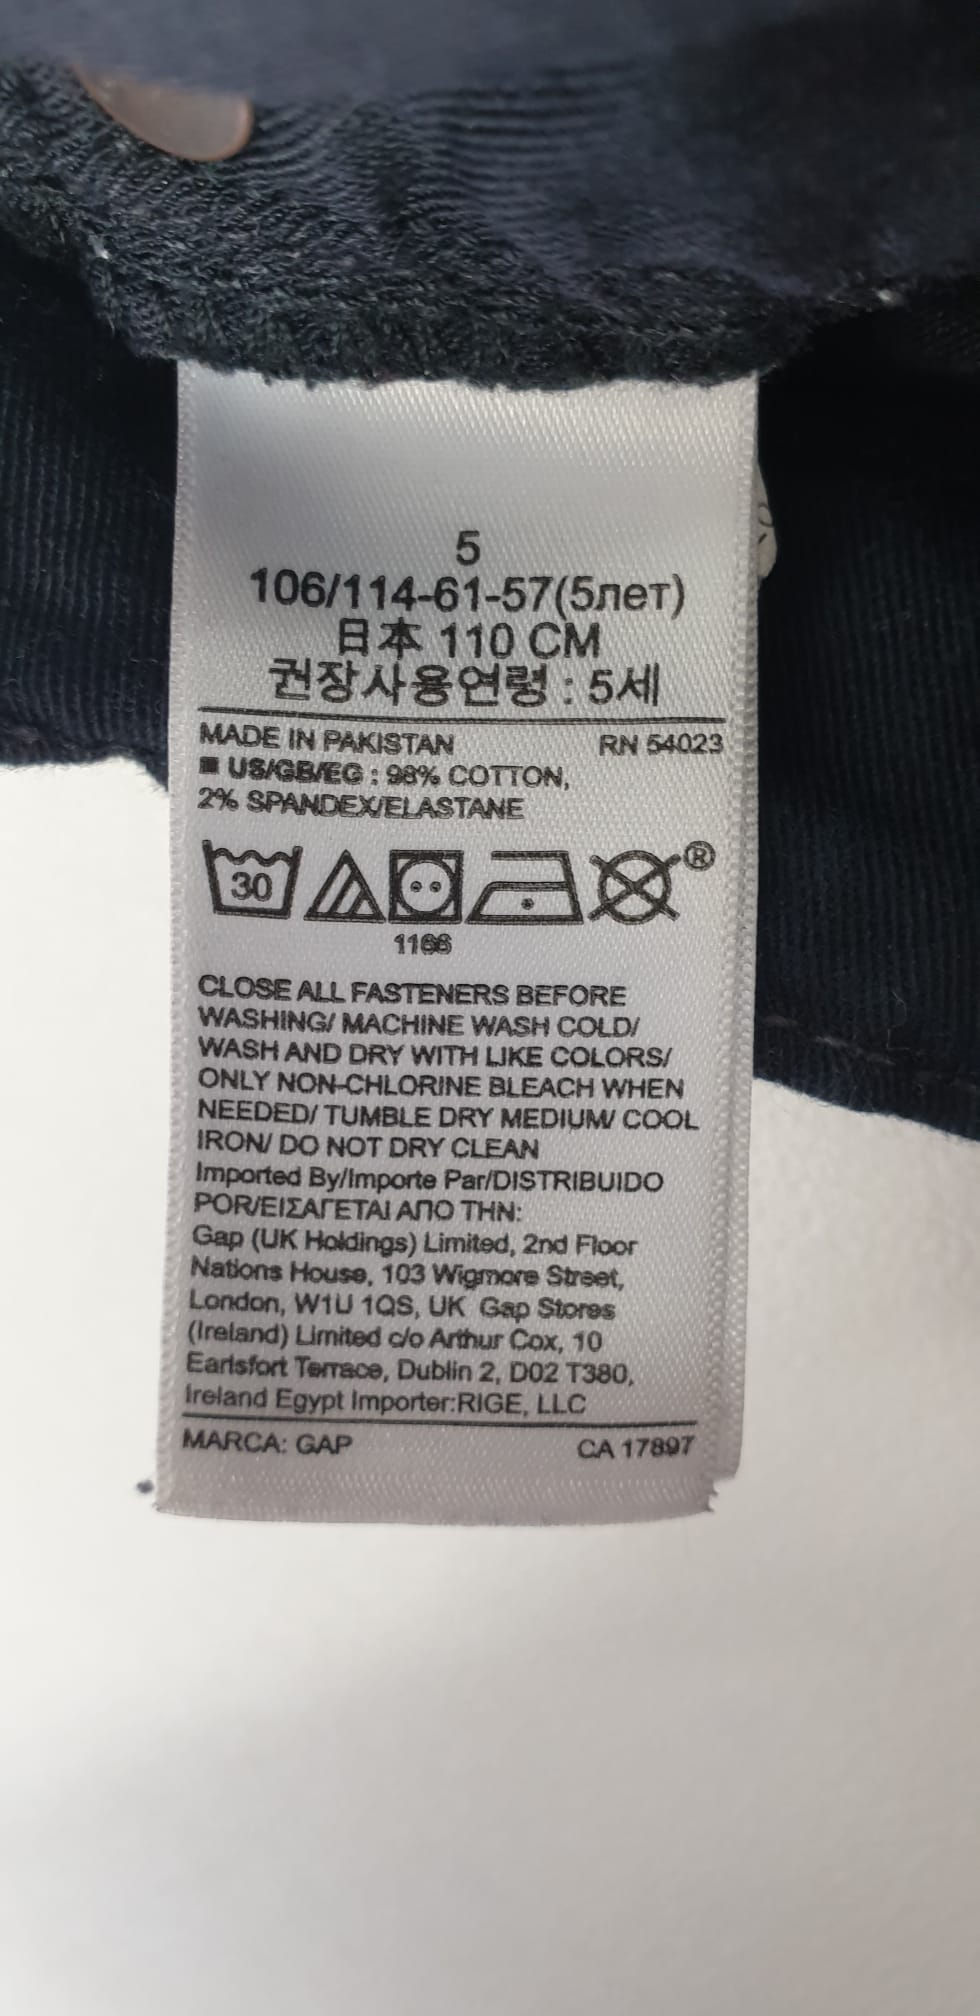 5
106/114-61-57(5лет)
日本 110 CM
권장사용연령 : 5세
MADE IN PAKISTAN RN 54023
■ US/GB/EG : 98% COTTON,
2% SPANDEX/ELASTANE
30 ®
1166
CLOSE ALL FASTENERS BEFORE
WASHING/ MACHINE WASH COLD/
WASH AND DRY WITH LIKE COLORS/
ONLY NON-CHLORINE BLEACH WHEN
NEEDED/ TUMBLE DRY MEDIUM/ COOL
IRON/ DO NOT DRY CLEAN
Imported By/Importe Par/DISTRIBUIDO
POR/ΕΙΣΑΓΕΤΑΙ ΑΠΟ ΤΗΝ:
Gap (UK Holdings) Limited, 2nd Floor
Nations House, 103 Wigmore Street,
London, W1U 1QS, UK Gap Stores
(Ireland) Limited c/o Arthur Cox, 10
Earlsfort Terrace, Dublin 2, D02 T380,
Ireland Egypt Importer:RIGE, LLC
MARCA: GAP CA 17897